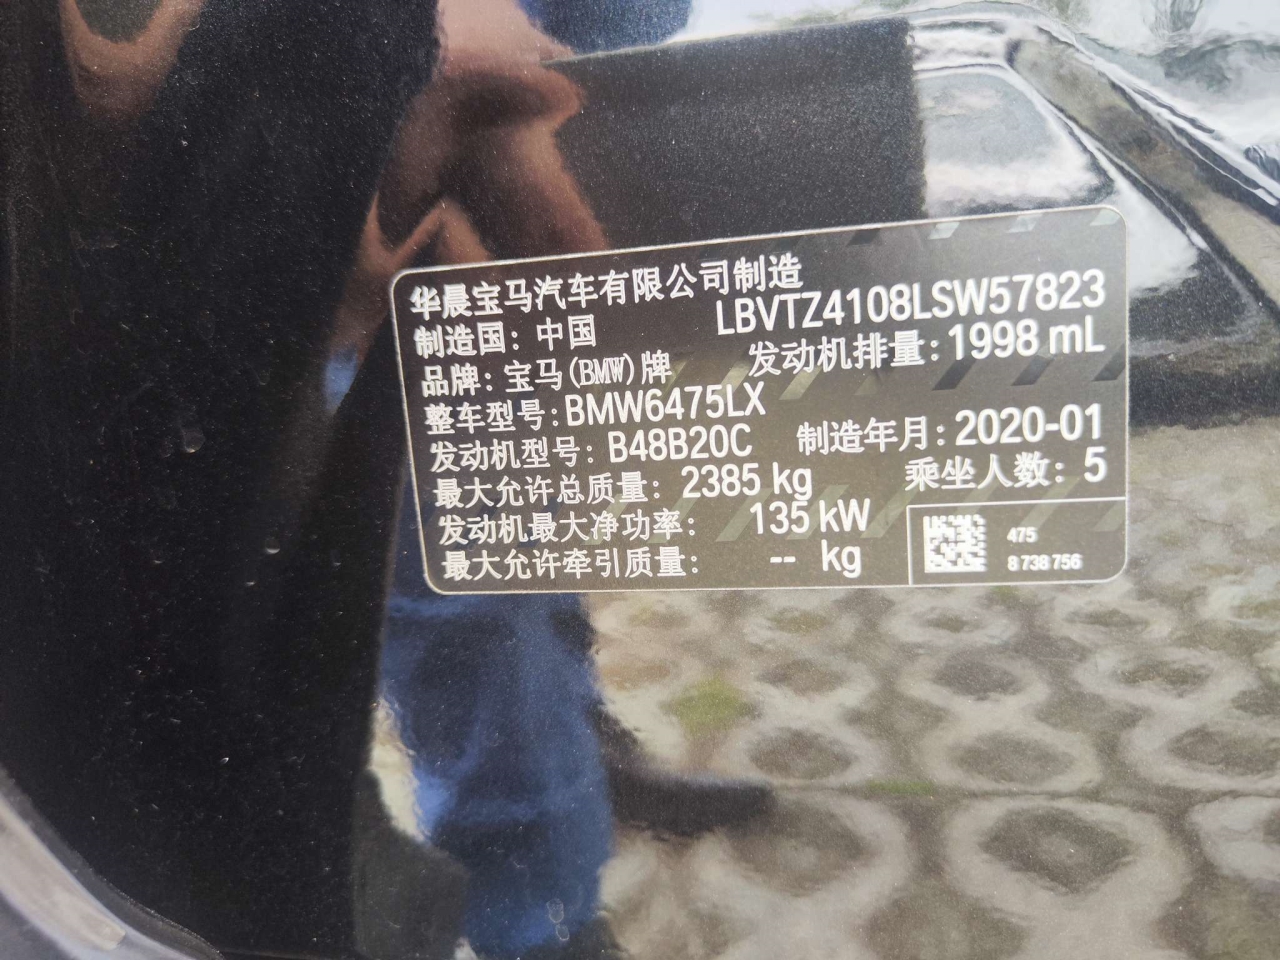 华晨宝马汽车有限公司制造
LBVTZ4108LSW57823
制造国：中国
发动机排量：1998 mL
品牌：宝马(BMW)牌
整车型号：BMW6475LX
发动机型号：B48B20C
制造年月：2020-01
最大允许总质量：2385 kg
乘坐人数：5
发动机最大净功率：135 kW
最大允许牵引质量：-- kg
475
8 738 756